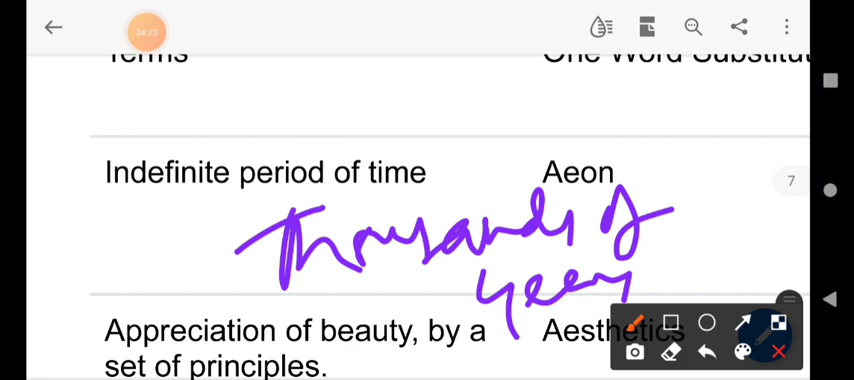 34:23
Terms One Word Substitut
Indefinite period of time Aeon
7
Thousands of
years
Appreciation of beauty, by a Aesthetics
set of principles.